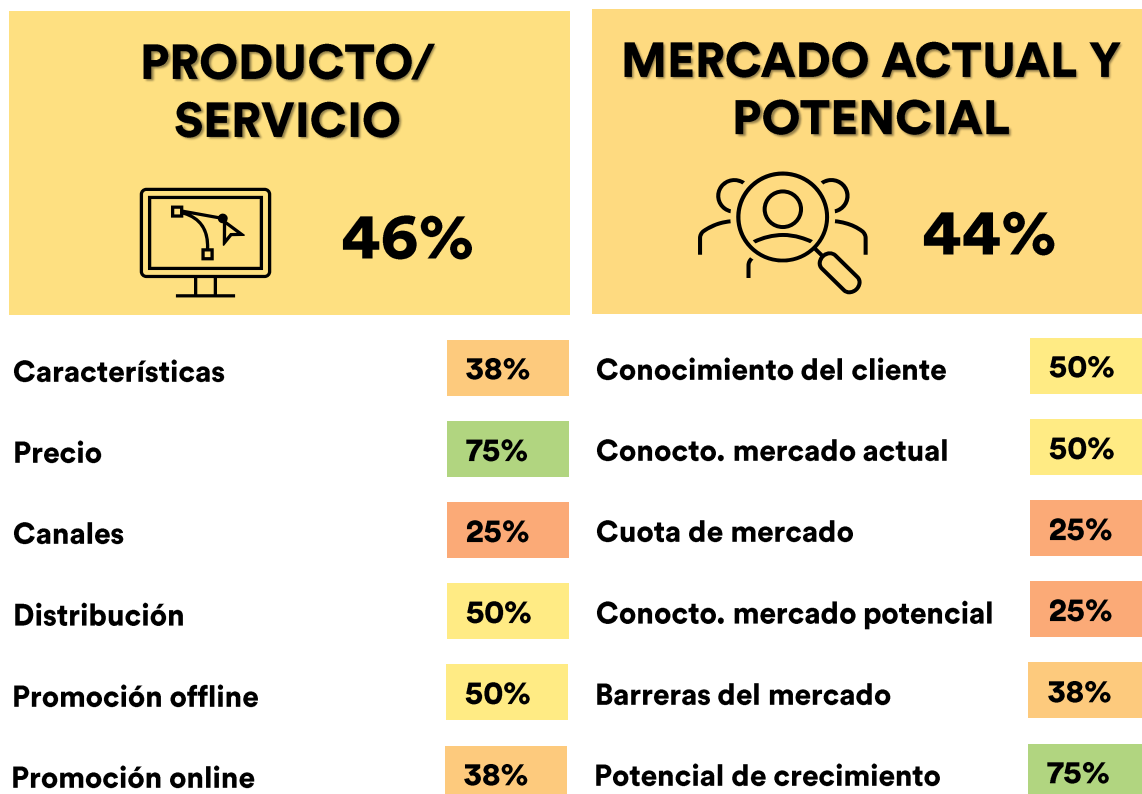 PRODUCTO/
SERVICIO
46%
Características 38%
Precio 75%
Canales 25%
Distribución 50%
Promoción offline 50%
Promoción online 38%
MERCADO ACTUAL Y
POTENCIAL
44%
Conocimiento del cliente 50%
Conocto. mercado actual 50%
Cuota de mercado 25%
Conocto. mercado potencial 25%
Barreras del mercado 38%
Potencial de crecimiento 75%